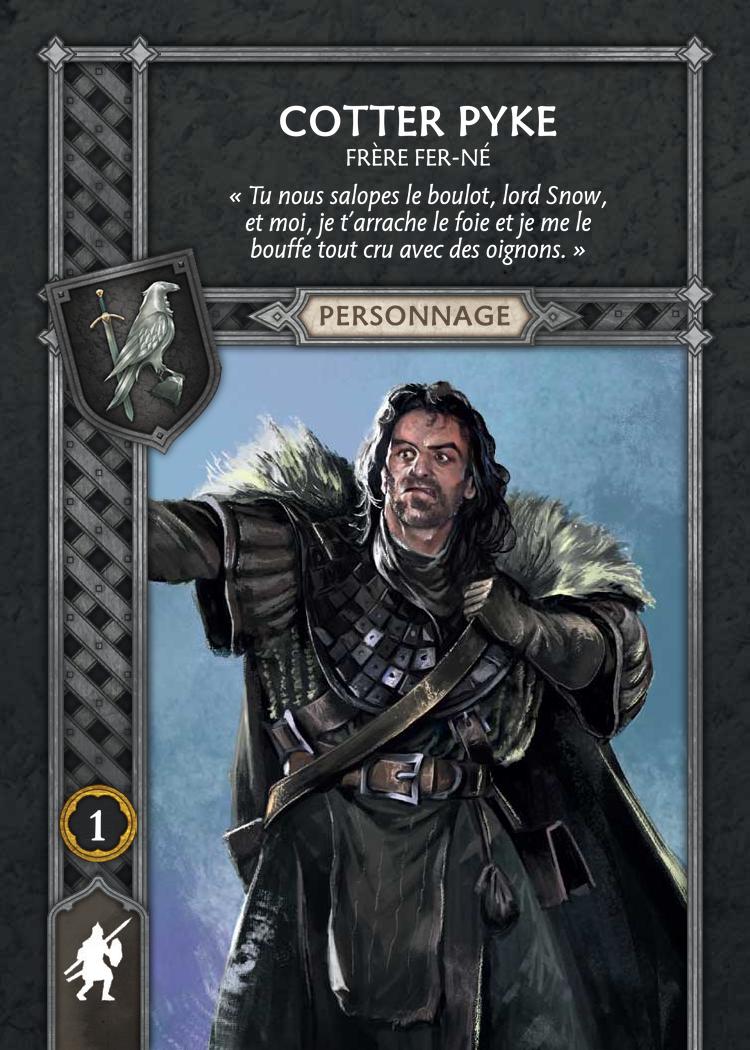 COTTER PYKE
FRÈRE FER-NÉ
« Tu nous salopes le boulot, lord Snow,
et moi, je t'arrache le foie et je me le
bouffe tout cru avec des oignons. »
PERSONNAGE
1